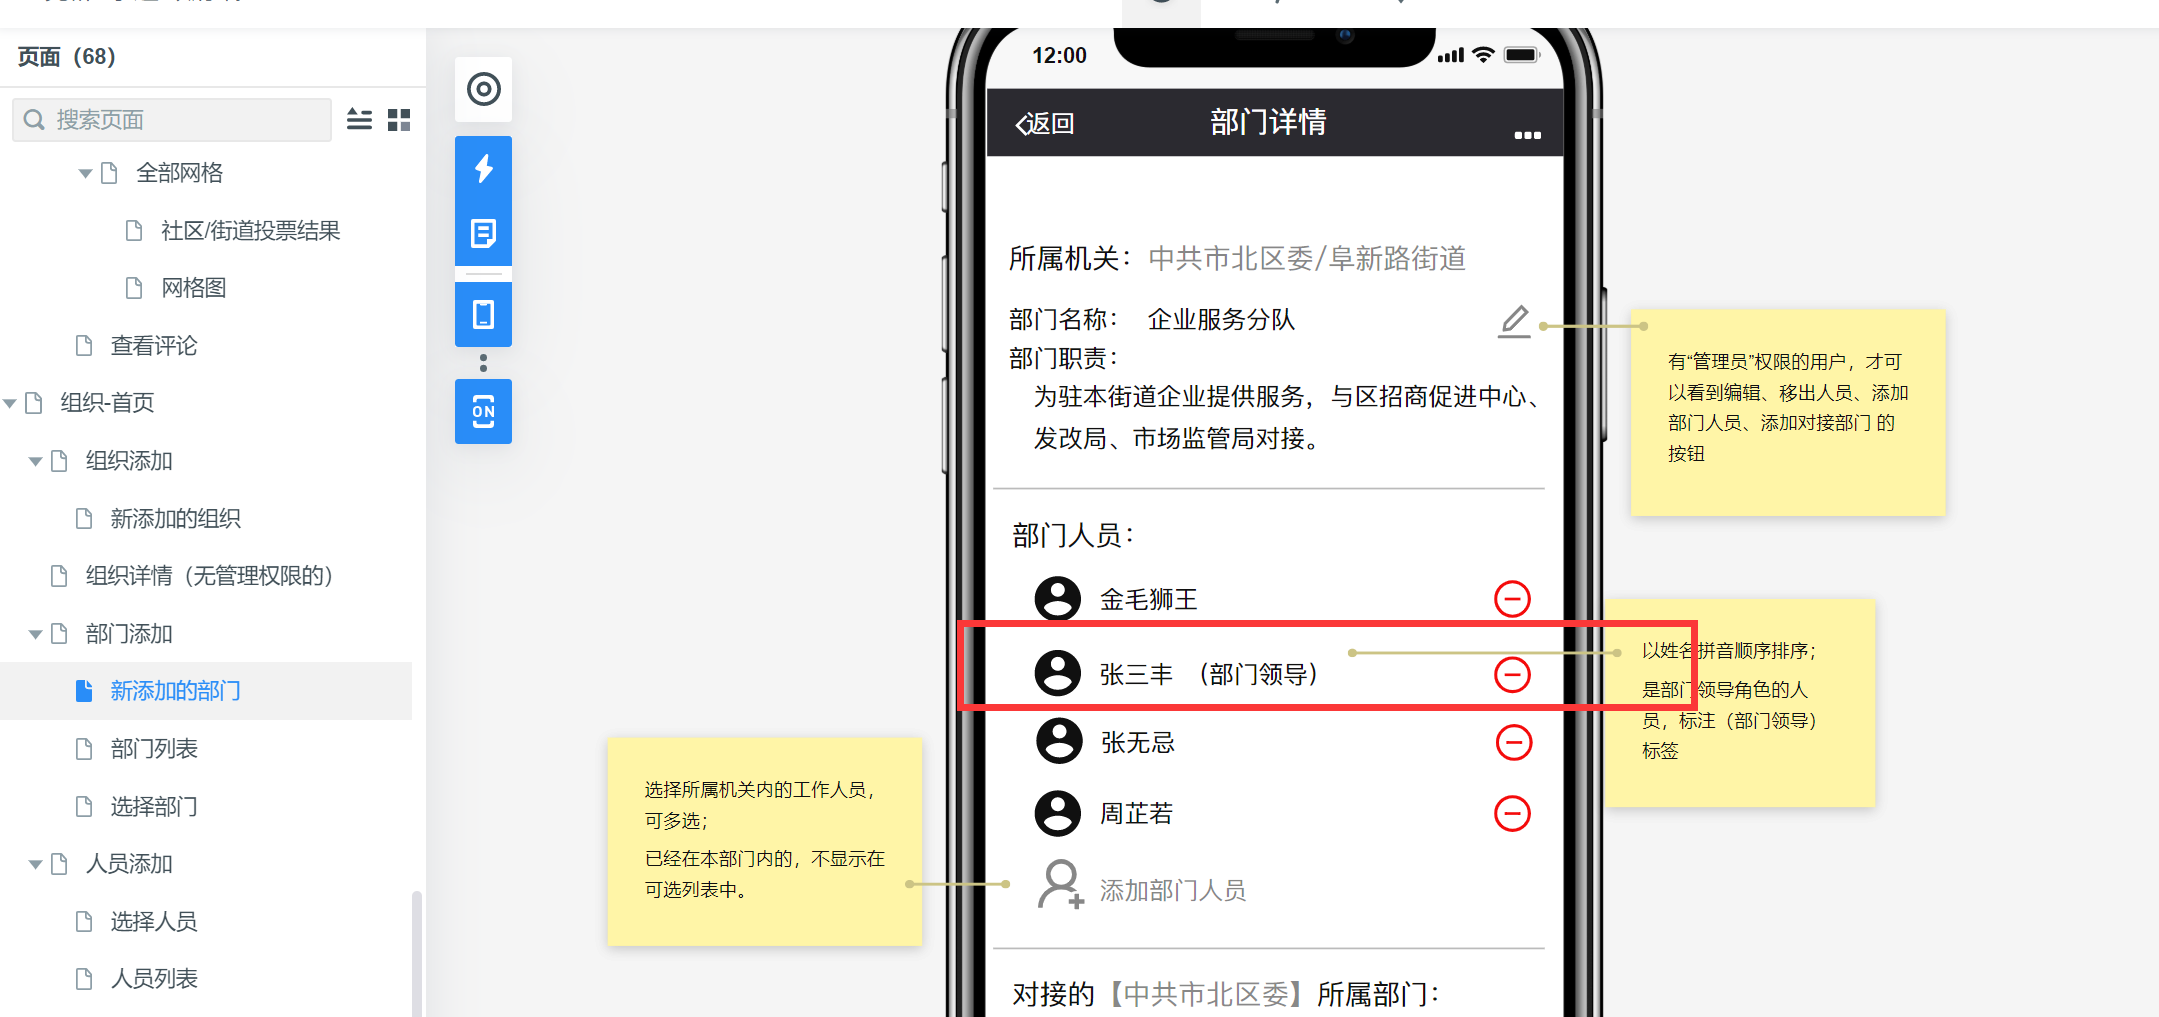 页面（68）
搜索页面
全部网格
社区/街道投票结果
网格图
查看评论
组织-首页
组织添加
新添加的组织
组织详情（无管理权限的）
部门添加
新添加的部门
部门列表
选择部门
人员添加
选择人员
人员列表
ON
12:00
返回
部门详情
所属机关：中共市北区委/阜新路街道
部门名称： 企业服务分队
部门职责：
为驻本街道企业提供服务，与区招商促进中心、
发改局、市场监管局对接。
部门人员：
金毛狮王
张三丰 （部门领导）
张无忌
周芷若
添加部门人员
对接的【中共市北区委】所属部门：
有“管理员”权限的用户，才可
以看到编辑、移出人员、添加
部门人员、添加对接部门 的
按钮
以姓名拼音顺序排序；
是部门领导角色的人
员，标注（部门领导）
标签
选择所属机关内的工作人员，
可多选；
已经在本部门内的，不显示在
可选列表中。